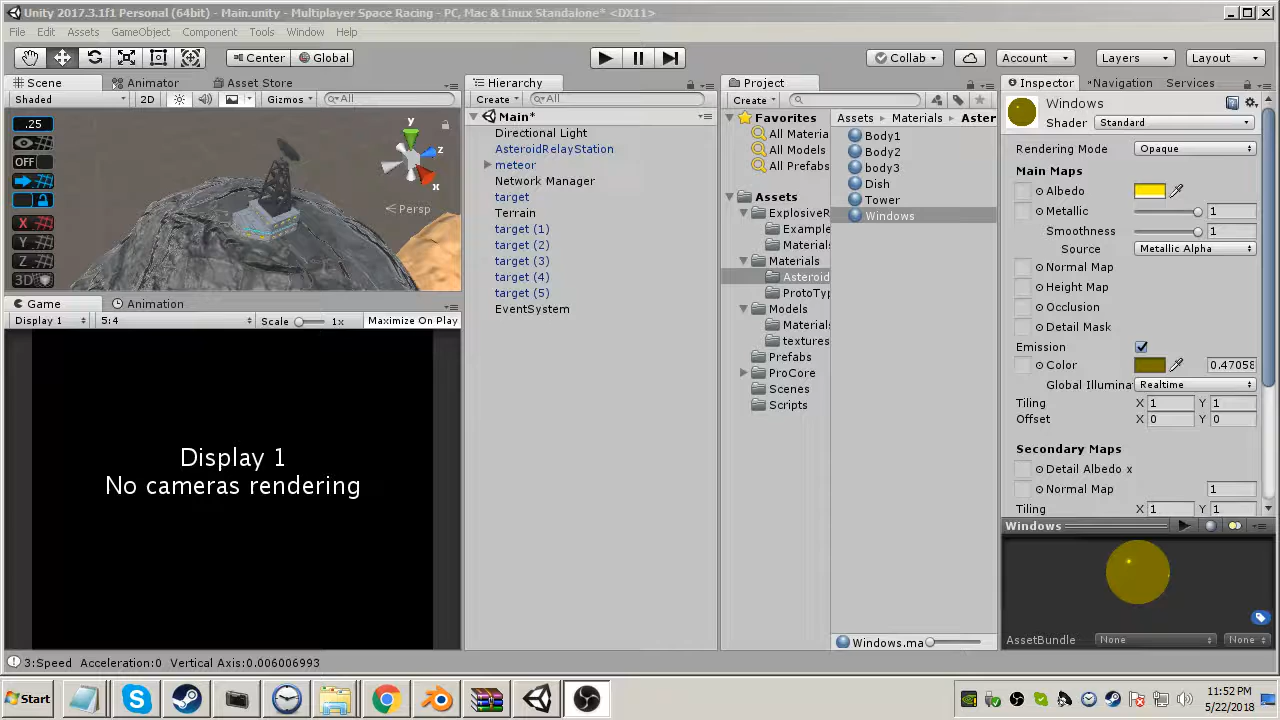 Unity 2017.3.1f1 Personal (64bit) - Main.unity - Multiplayer Space Racing - PC, Mac & Linux Standalone* <DX11>
File Edit Assets GameObject Component Tools Window Help
Center Global Collab Account Layers Layout
Scene Animator Asset Store
Shaded 2D Gizmos All
.25
OFF
X
Y
Z
3D
y
z
x
Persp
Game Animation
Display 1 5:4 Scale 1x Maximize On Play
Display 1
No cameras rendering
Hierarchy
Create All
Main*
Directional Light
AsteroidRelayStation
meteor
Network Manager
target
Terrain
target (1)
target (2)
target (3)
target (4)
target (5)
EventSystem
Project
Create
Favorites
All Materia
All Models
All Prefabs
Assets
ExplosiveR
Example
Materials
Materials
Asteroid
ProtoTyp
Models
Materials
textures
Prefabs
ProCore
Scenes
Scripts
Assets Materials Aster
Body1
Body2
body3
Dish
Tower
Windows
Windows.ma
Inspector Navigation Services
Windows
Shader Standard
Rendering Mode Opaque
Main Maps
Albedo
Metallic 1
Smoothness 1
Source Metallic Alpha
Normal Map
Height Map
Occlusion
Detail Mask
Emission
Color 0.47058
Global Illumina Realtime
Tiling X 1 Y 1
Offset X 0 Y 0
Secondary Maps
Detail Albedo x
Normal Map 1
Tiling X 1 Y 1
Windows
AssetBundle None None
3:Speed Acceleration:0 Vertical Axis:0.006006993
Start
11:52 PM
5/22/2018